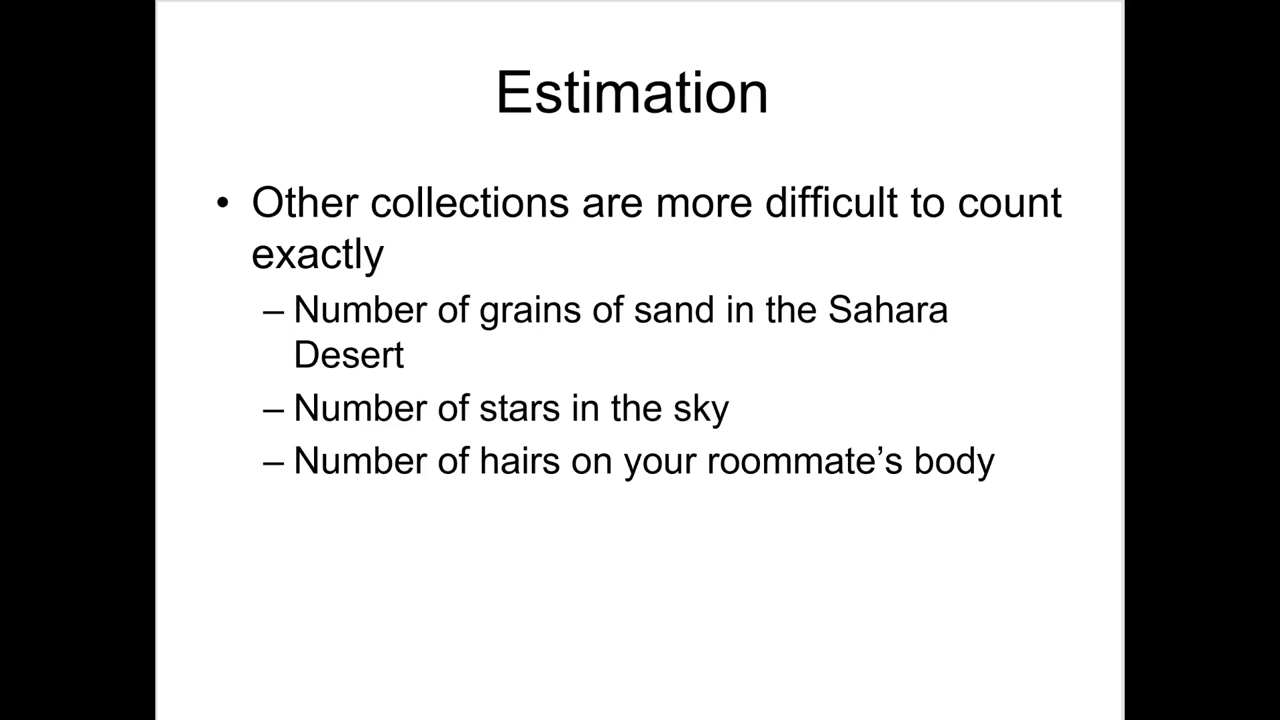 Estimation
• Other collections are more difficult to count
exactly
– Number of grains of sand in the Sahara
Desert
– Number of stars in the sky
– Number of hairs on your roommate’s body